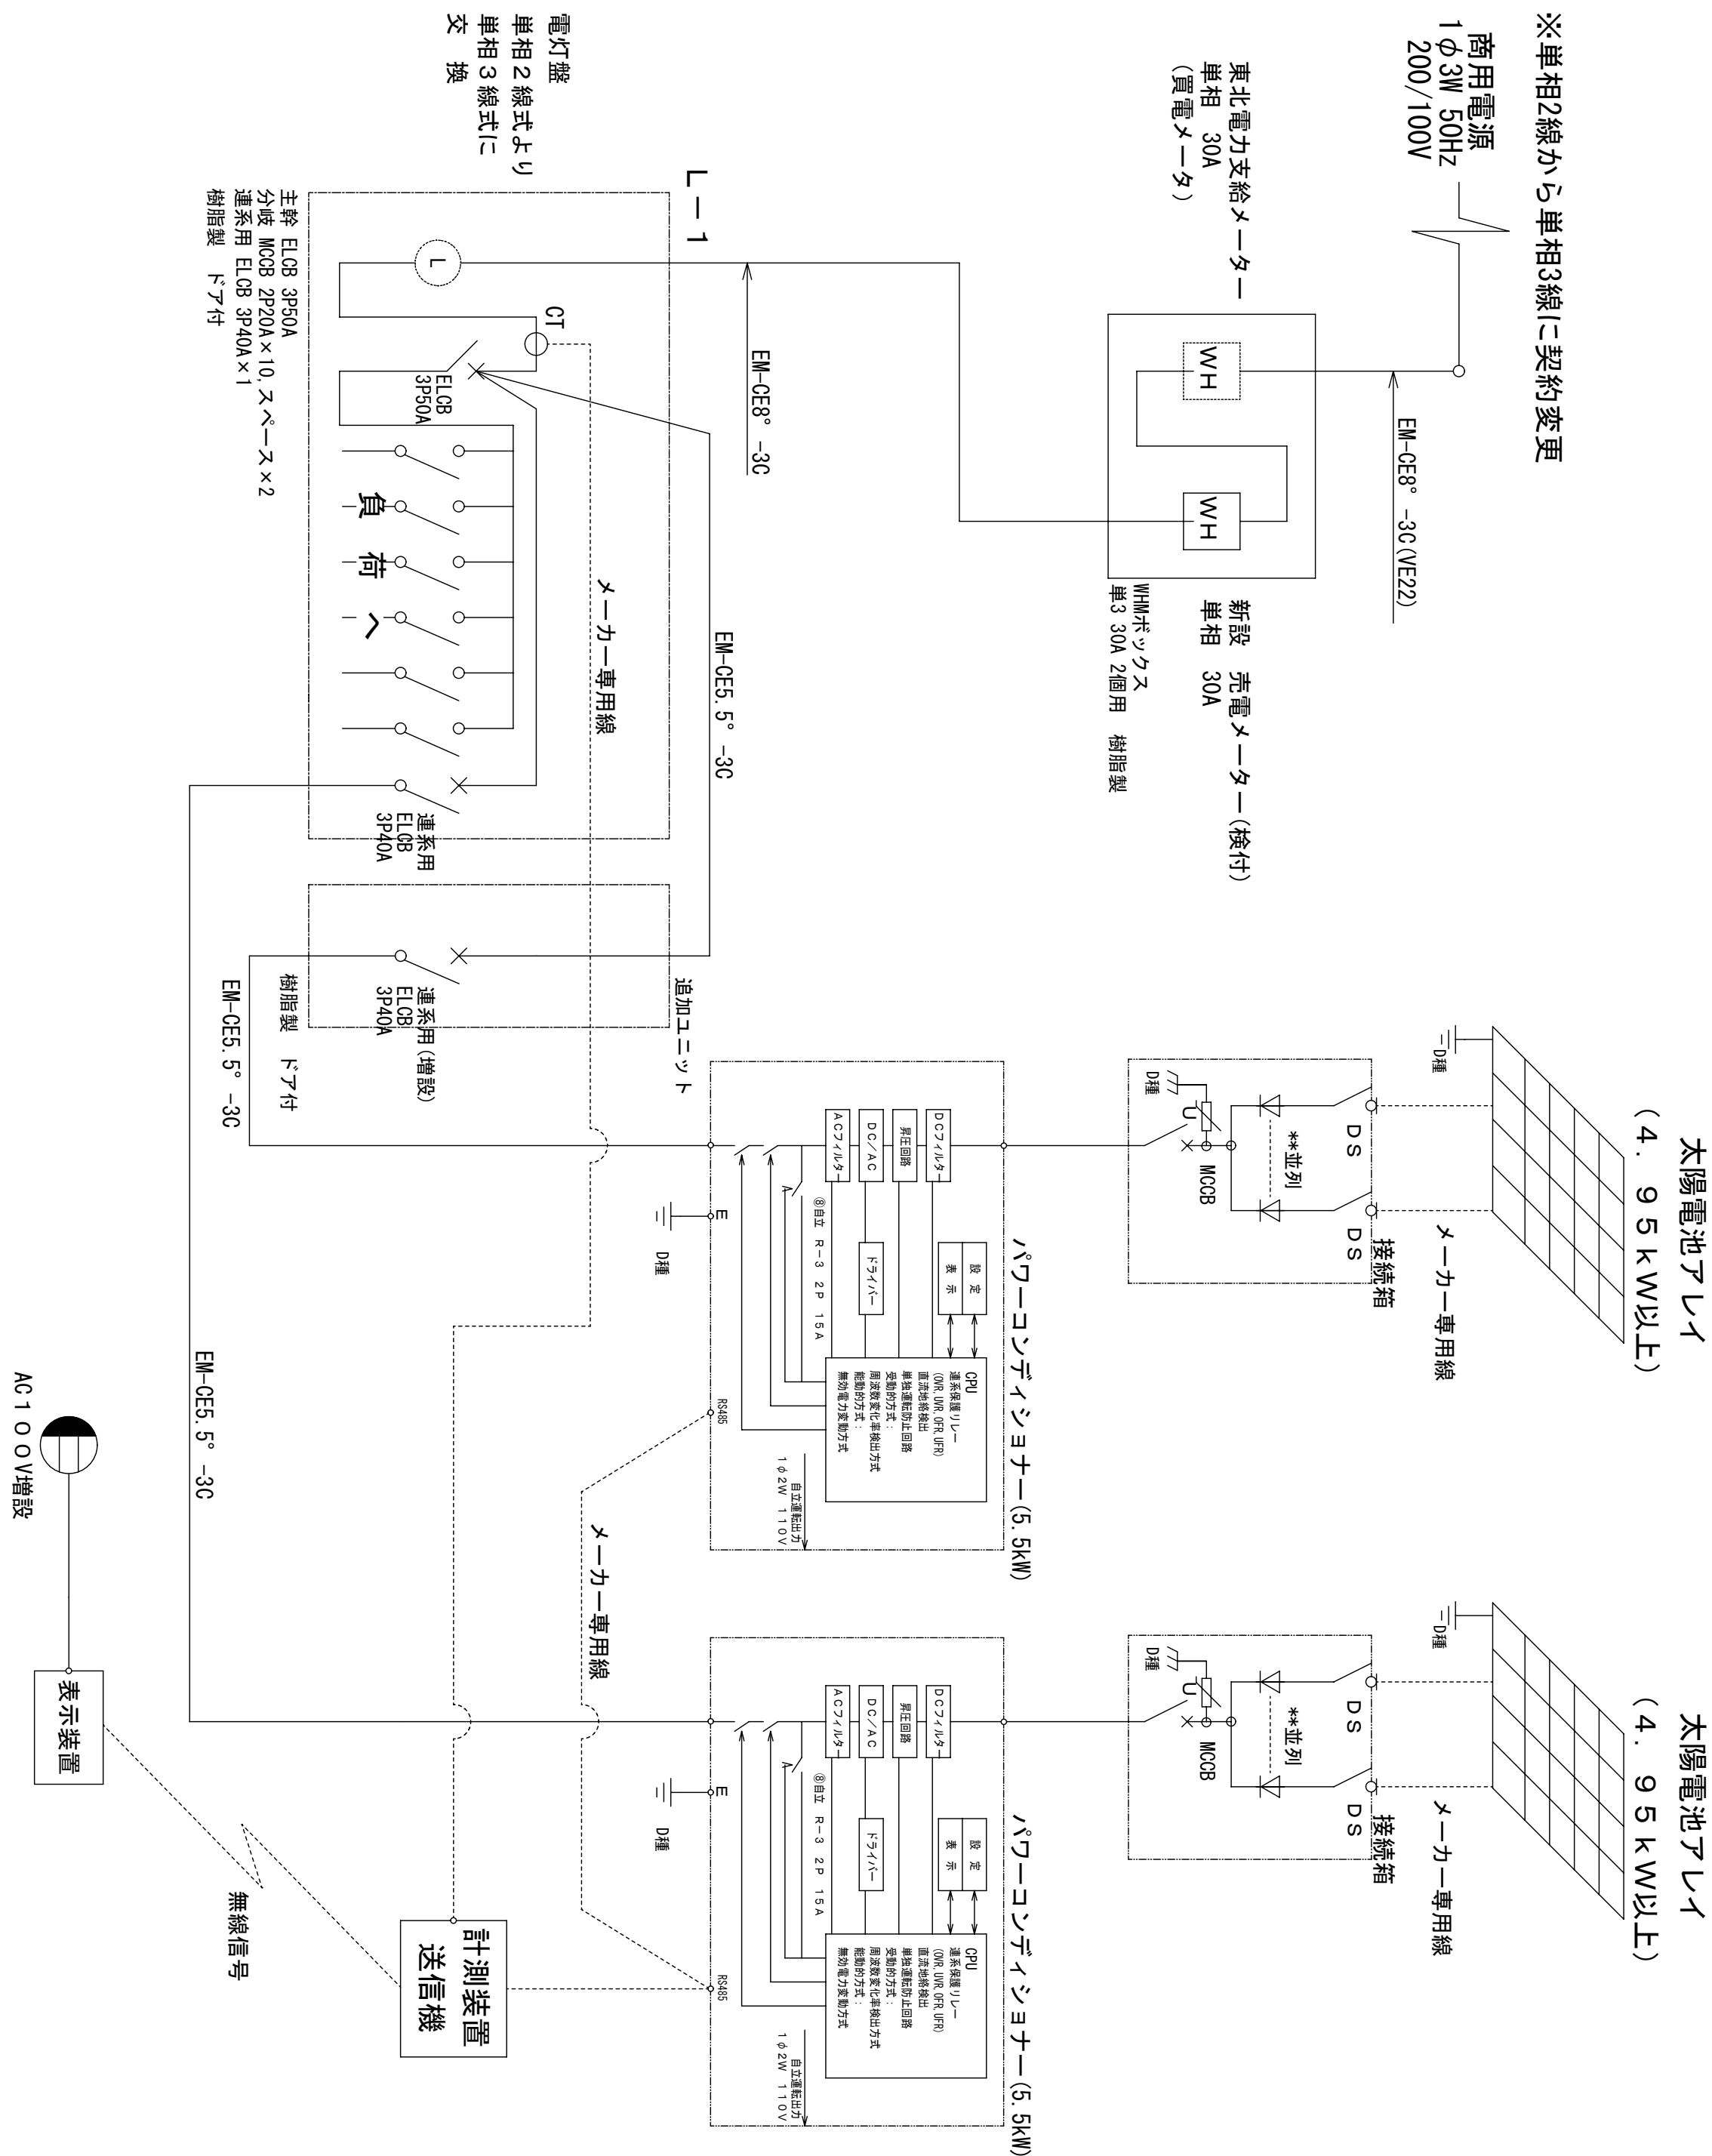 ※単相2線から単相3線に契約変更
商用電源
1φ3W 50Hz
200/100V
EM-CE8° -3C(VE22)
東北電力支給メーター
単相 30A
(買電メータ)
WH
WH
新設 売電メーター(検付)
単相 30A
WHMボックス
単3 30A 2個用 樹脂製
EM-CE8° -3C
電灯盤
単相2線式より
単相3線式に
交 換
L－1
L
CT
ELCB
3P50A
負荷へ
メーカー専用線
連系用
ELCB
3P40A
主幹 ELCB 3P50A
分岐 MCCB 2P20A×10,スペース×2
連系用 ELCB 3P40A×1
樹脂製 ドア付
EM-CE5.5° -3C
追加ユニット
連系用(増設)
ELCB
3P40A
樹脂製 ドア付
EM-CE5.5° -3C
EM-CE5.5° -3C
太陽電池アレイ
(4.95kW以上)
D種
メーカー専用線
接続箱
DS
DS
**並列
MCCB
D種
U
パワーコンディショナー(5.5kW)
DCフィルター
昇圧回路
DC／AC
ACフィルター
設 定
表 示
ドライバー
⑧自立 R-3 2P 15A
A
CPU
連系保護リレー
(OVR,UVR,OFR,UFR)
直流地絡検出
単独運転防止回路
受動的方式：
周波数変化率検出方式
能動的方式：
無効電力変動方式
自立運転出力
1φ2W 110V
E
D種
RS485
メーカー専用線
太陽電池アレイ
(4.95kW以上)
D種
メーカー専用線
接続箱
DS
DS
**並列
MCCB
D種
U
パワーコンディショナー(5.5kW)
DCフィルター
昇圧回路
DC／AC
ACフィルター
設 定
表 示
ドライバー
⑧自立 R-3 2P 15A
A
CPU
連系保護リレー
(OVR,UVR,OFR,UFR)
直流地絡検出
単独運転防止回路
受動的方式：
周波数変化率検出方式
能動的方式：
無効電力変動方式
自立運転出力
1φ2W 110V
E
D種
RS485
計測装置
送信機
無線信号
表示装置
AC100V増設